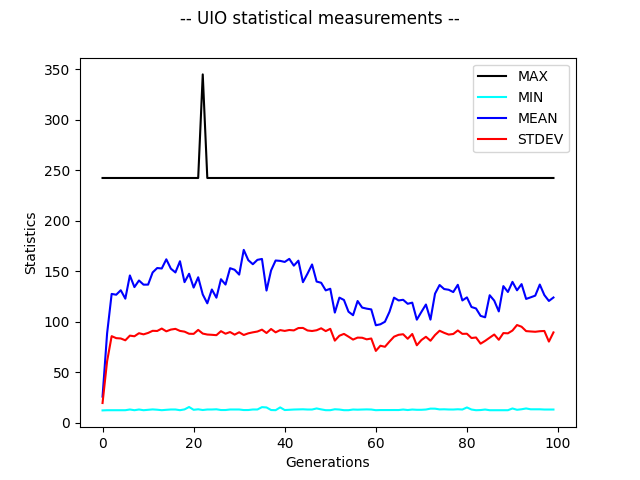 -- UIO statistical measurements --
MAX
MIN
MEAN
STDEV
350
300
250
200
150
100
50
0
Statistics
0 20 40 60 80 100
Generations